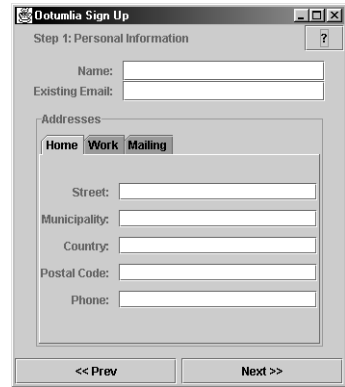 Ootumlia Sign Up
Step 1: Personal Information
?
Name:
Existing Email:
Addresses
Home Work Mailing
Street:
Municipality:
Country:
Postal Code:
Phone:
<< Prev Next >>